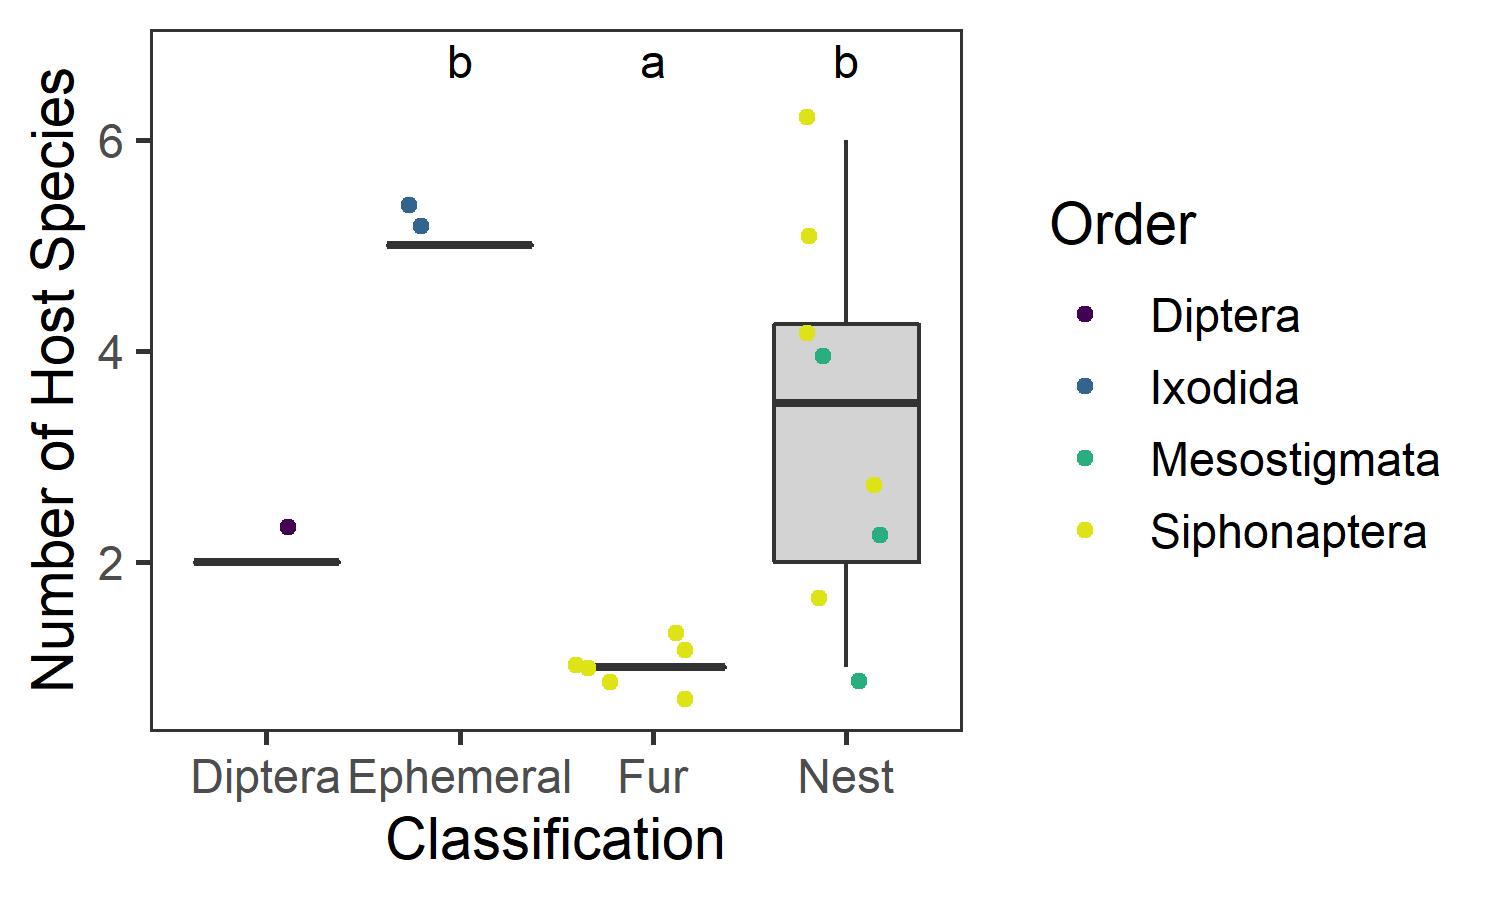 b a b
Number of Host Species
6
4
2
Diptera Ephemeral Fur Nest
Classification
Order
Diptera
Ixodida
Mesostigmata
Siphonaptera